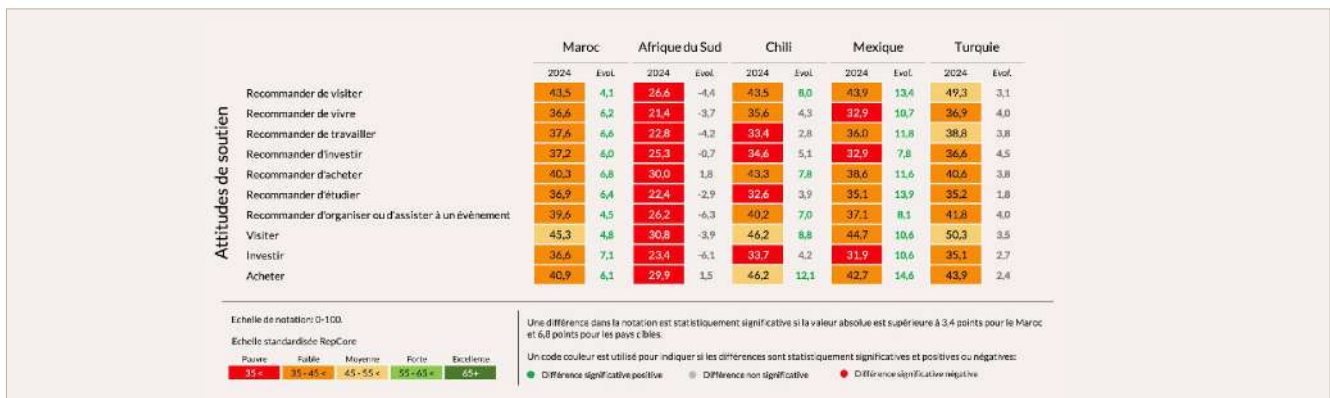 Maroc Afrique du Sud Chili Mexique Turquie
2024 Evol. 2024 Evol. 2024 Evol. 2024 Evol. 2024 Evol.
Attitudes de soutien
Recommander de visiter 43,5 4,1 26,6 -4,4 43,5 8,0 43,9 13,4 49,3 3,1
Recommander de vivre 36,6 6,2 21,4 -3,7 35,6 4,3 32,9 10,7 36,9 4,0
Recommander de travailler 37,6 6,6 22,8 -4,2 33,4 2,8 36,0 11,8 38,8 3,8
Recommander d'investir 37,2 6,0 25,3 -0,7 34,6 5,1 32,9 7,8 36,6 4,5
Recommander d'acheter 40,3 6,8 30,0 1,8 43,3 7,8 38,6 11,6 40,6 3,8
Recommander d'étudier 36,9 6,4 22,4 -2,9 32,6 3,9 35,1 13,9 35,2 1,8
Recommander d'organiser ou d'assister à un évènement 39,6 4,5 26,2 -6,3 40,2 7,0 37,1 8,1 41,8 4,0
Visiter 45,3 4,8 30,8 -3,9 46,2 8,8 44,7 10,6 50,3 3,5
Investir 36,6 7,1 23,4 -6,1 33,7 4,2 31,9 10,6 35,1 2,7
Acheter 40,9 6,1 29,9 1,5 46,2 12,1 42,7 14,6 43,9 2,4
Echelle de notation: 0-100.
Echelle standardisée RepCore
Pauvre Faible Moyenne Forte Excellente
35 < 35 - 45 < 45 - 55 < 55 - 65 < 65+
Une différence dans la notation est statistiquement significative si la valeur absolue est supérieure à 3,4 points pour le Maroc
et 6,8 points pour les pays cibles.
Un code couleur est utilisé pour indiquer si les différences sont statistiquement significatives et positives ou négatives:
Différence significative positive Différence non significative Différence significative négative